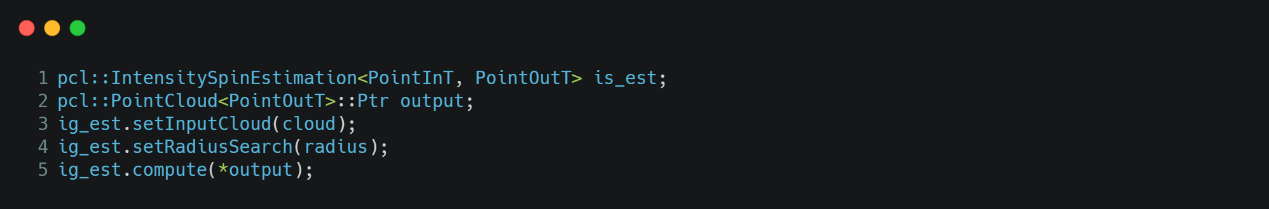 1 pcl::IntensitySpinEstimation<PointInT, PointOutT> is_est;
2 pcl::PointCloud<PointOutT>::Ptr output;
3 ig_est.setInputCloud(cloud);
4 ig_est.setRadiusSearch(radius);
5 ig_est.compute(*output);